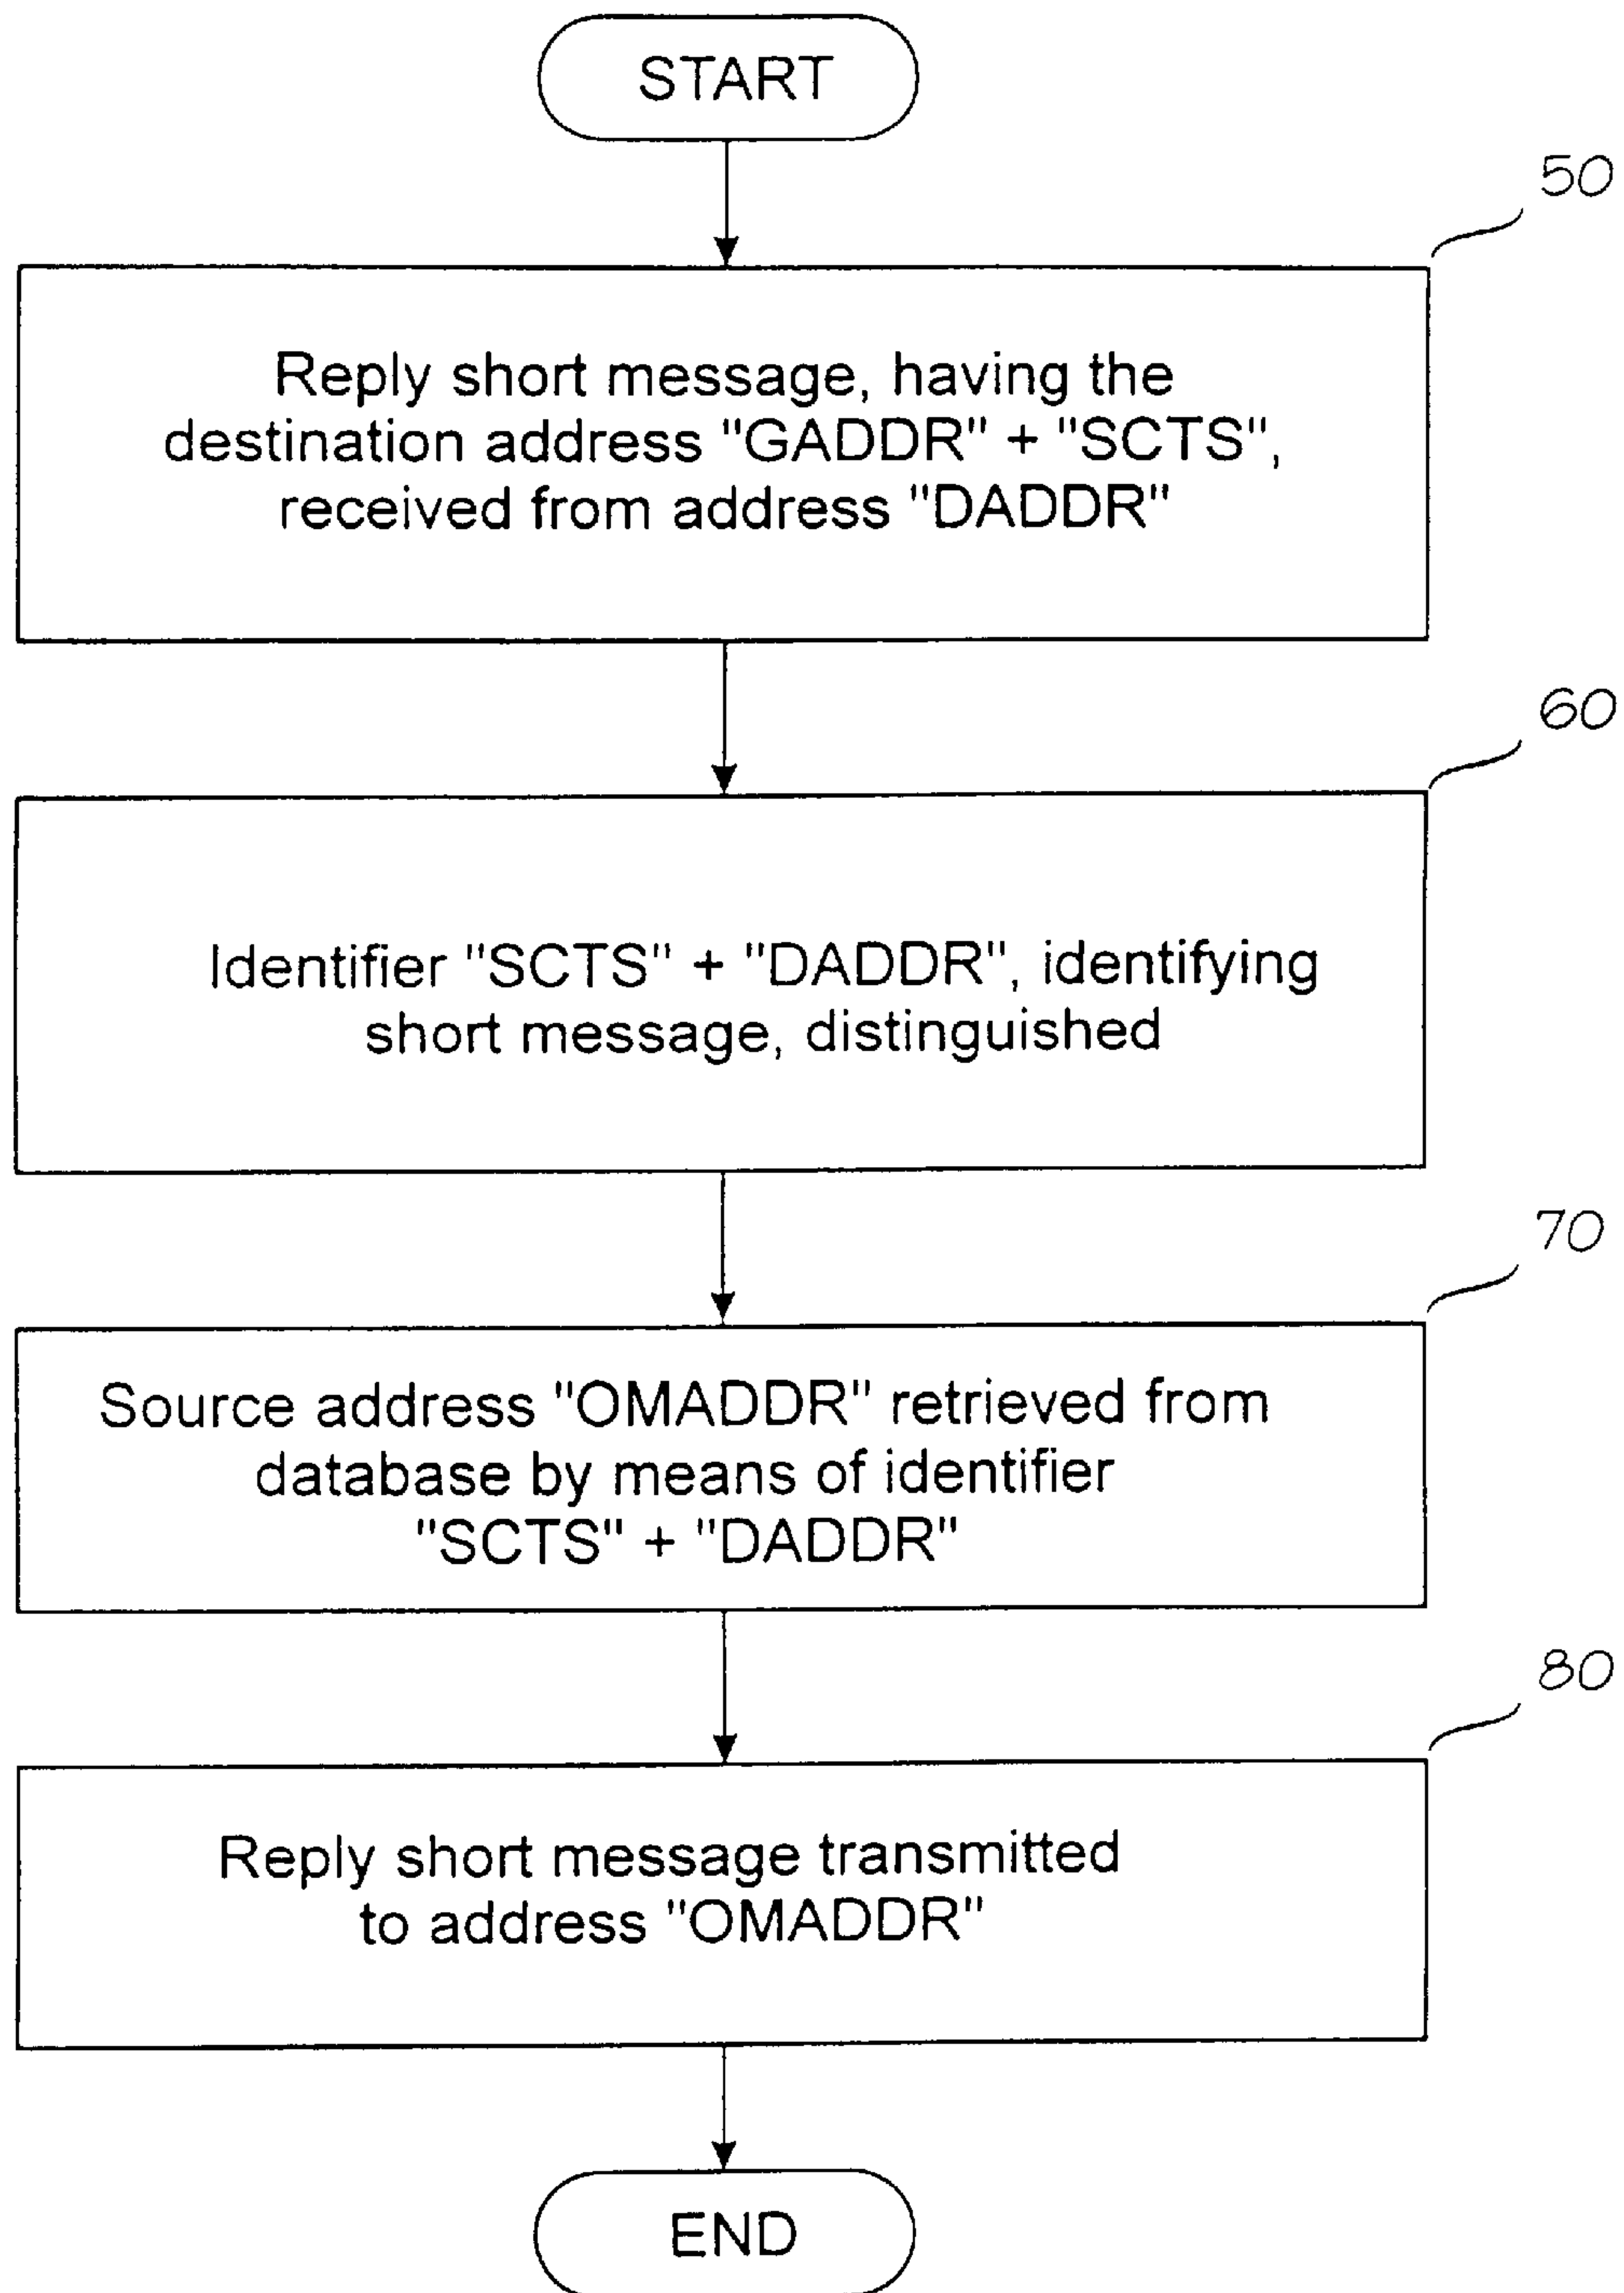 START
50
Reply short message, having the
destination address "GADDR" + "SCTS",
received from address "DADDR"
60
Identifier "SCTS" + "DADDR", identifying
short message, distinguished
70
Source address "OMADDR" retrieved from
database by means of identifier
"SCTS" + "DADDR"
80
Reply short message transmitted
to address "OMADDR"
END